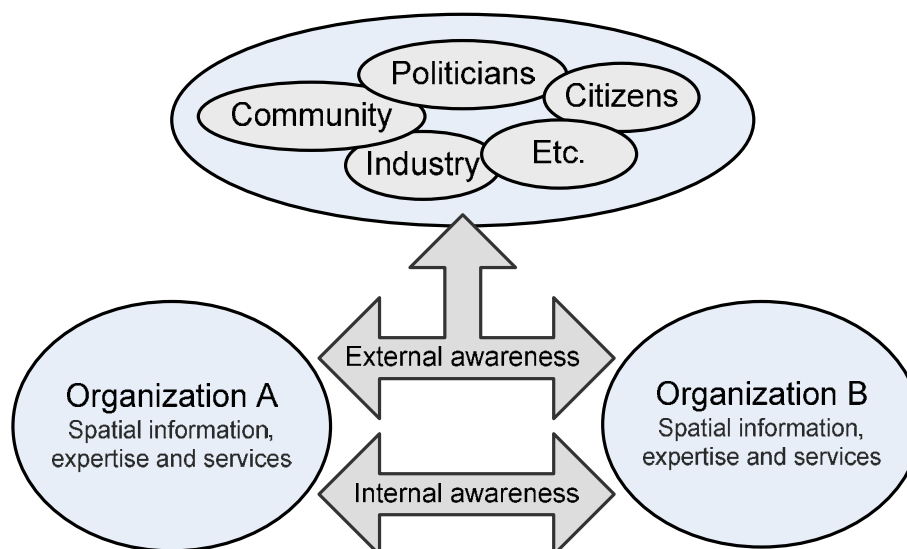 Politicians
Citizens
Community
Industry
Etc.
External awareness
Organization A
Spatial information,
expertise and services
Organization B
Spatial information,
expertise and services
Internal awareness